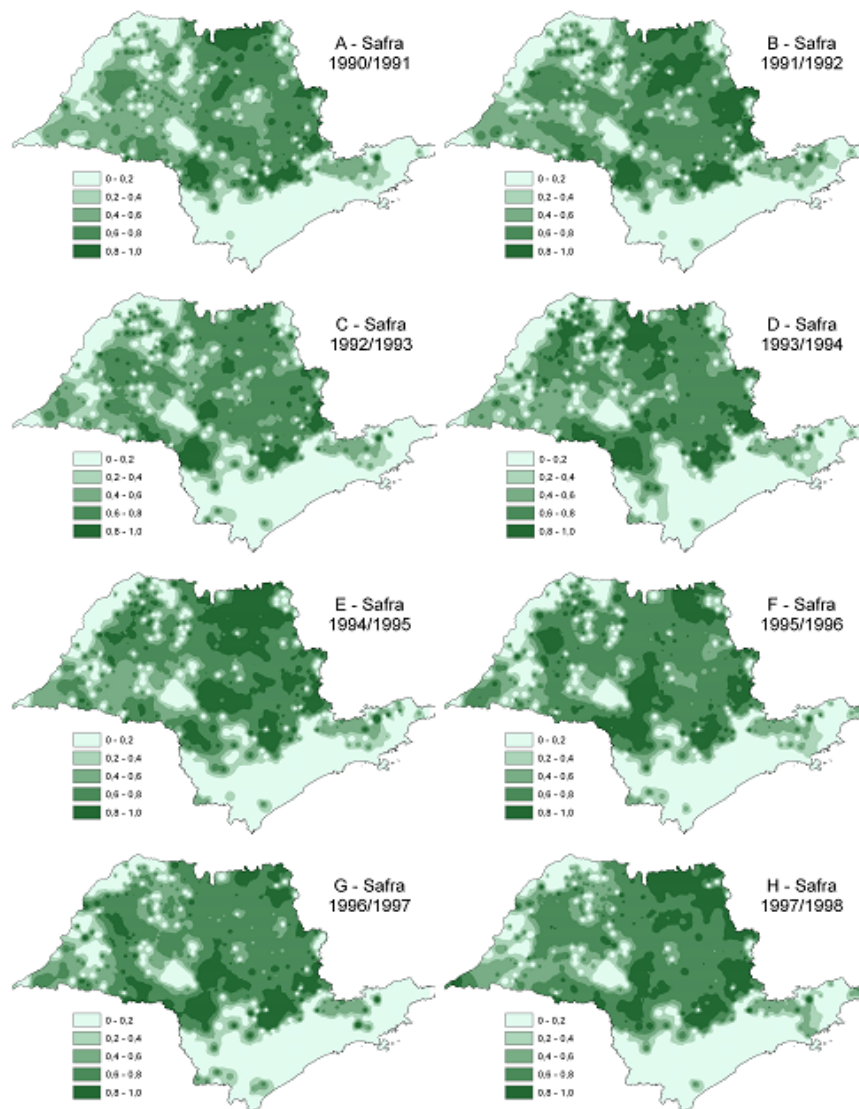 A - Safra
1990/1991
0 - 0,2
0,2 - 0,4
0,4 - 0,6
0,6 - 0,8
0,8 - 1,0
B - Safra
1991/1992
0 - 0,2
0,2 - 0,4
0,4 - 0,6
0,6 - 0,8
0,8 - 1,0
C - Safra
1992/1993
0 - 0,2
0,2 - 0,4
0,4 - 0,6
0,6 - 0,8
0,8 - 1,0
D - Safra
1993/1994
0 - 0,2
0,2 - 0,4
0,4 - 0,6
0,6 - 0,8
0,8 - 1,0
E - Safra
1994/1995
0 - 0,2
0,2 - 0,4
0,4 - 0,6
0,6 - 0,8
0,8 - 1,0
F - Safra
1995/1996
0 - 0,2
0,2 - 0,4
0,4 - 0,6
0,6 - 0,8
0,8 - 1,0
G - Safra
1996/1997
0 - 0,2
0,2 - 0,4
0,4 - 0,6
0,6 - 0,8
0,8 - 1,0
H - Safra
1997/1998
0 - 0,2
0,2 - 0,4
0,4 - 0,6
0,6 - 0,8
0,8 - 1,0